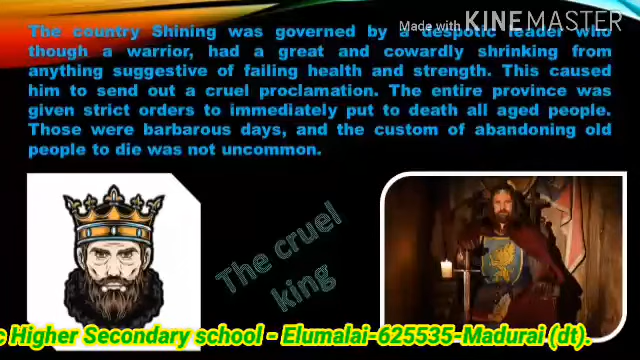 Made with KINEMASTER
The country Shining was governed by a despotic leader who
though a warrior, had a great and cowardly shrinking from
anything suggestive of failing health and strength. This caused
him to send out a cruel proclamation. The entire province was
given strict orders to immediately put to death all aged people.
Those were barbarous days, and the custom of abandoning old
people to die was not uncommon.
The cruel
king
Higher Secondary school - Elumalai-625535-Madurai (dt).